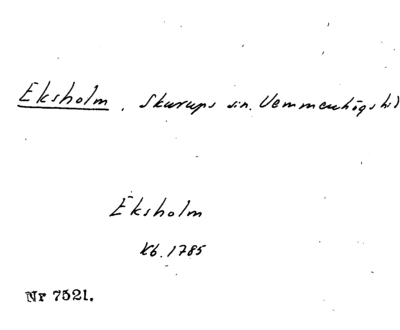 Eksholm, Skurups sn. Vemmenhögs hd
Eksholm
Kb. 1785
Nr 7521.